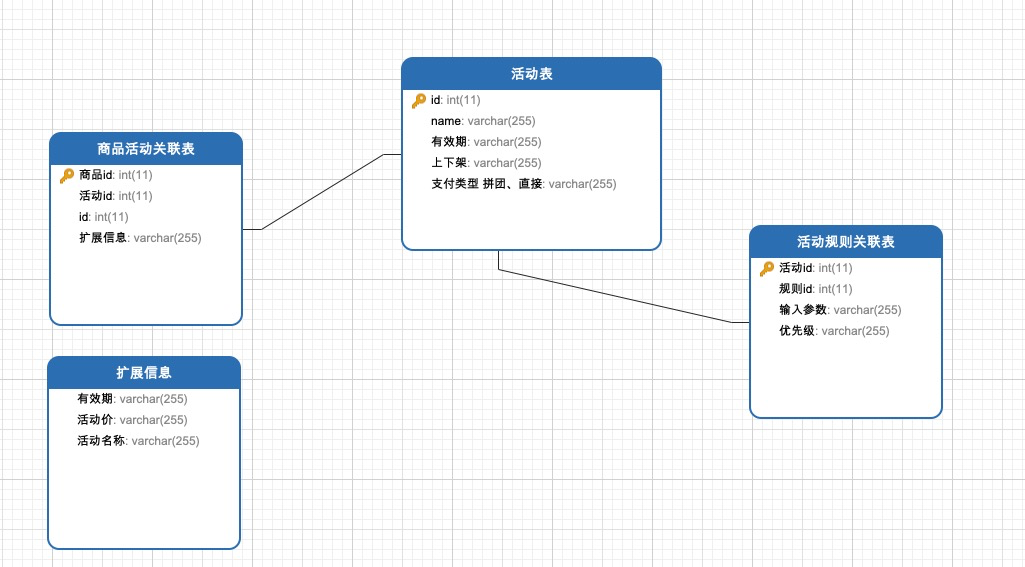 活动表
id: int(11)
name: varchar(255)
有效期: varchar(255)
上下架: varchar(255)
支付类型 拼团、直接: varchar(255)
商品活动关联表
商品id: int(11)
活动id: int(11)
id: int(11)
扩展信息: varchar(255)
活动规则关联表
活动id: int(11)
规则id: int(11)
输入参数: varchar(255)
优先级: varchar(255)
扩展信息
有效期: varchar(255)
活动价: varchar(255)
活动名称: varchar(255)